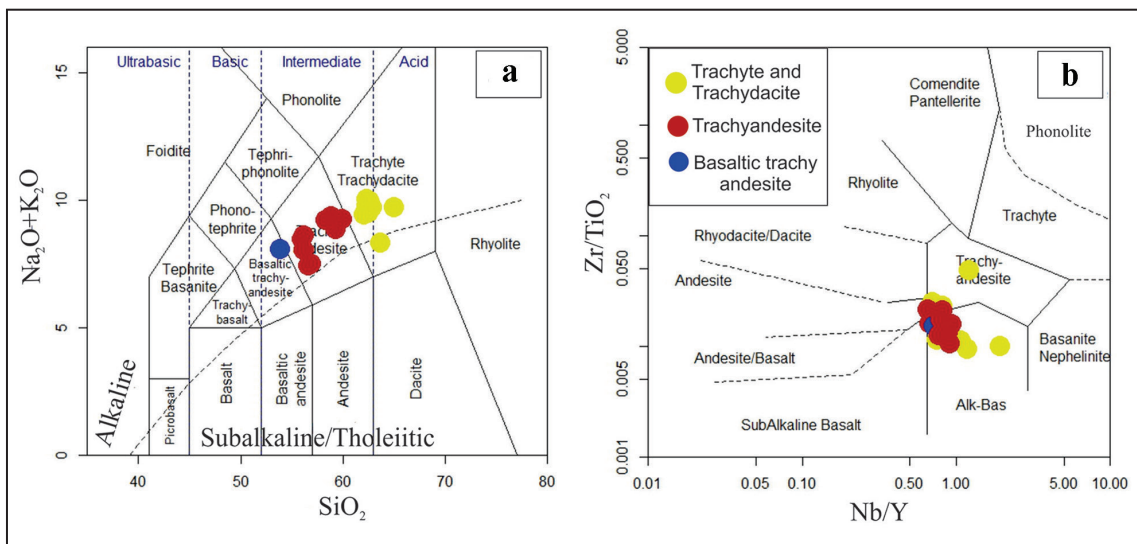 a
Ultrabasic
Basic
Intermediate
Acid
Phonolite
Foidite
Tephri-
phonolite
Trachyte
Trachydacite
Phono-
tephrite
Rhyolite
Tephrite
Basanite
Basaltic
trachy-
andesite
Trachy-
basalt
Picrobasalt
Basalt
Basaltic
andesite
Andesite
Dacite
Alkaline
Subalkaline/Tholeiitic
Na₂O+K₂O
0
5
10
15
40
50
60
70
80
SiO₂
b
Trachyte and
Trachydacite
Trachyandesite
Basaltic trachy
andesite
Comendite
Pantellerite
Phonolite
Rhyolite
Trachyte
Rhyodacite/Dacite
Trachy-
andesite
Andesite
Andesite/Basalt
Basanite
Nephelinite
SubAlkaline Basalt
Alk-Bas
Zr/TiO₂
0.001
0.005
0.050
0.500
5.000
0.01
0.10
0.50
1.00
10.00
Nb/Y